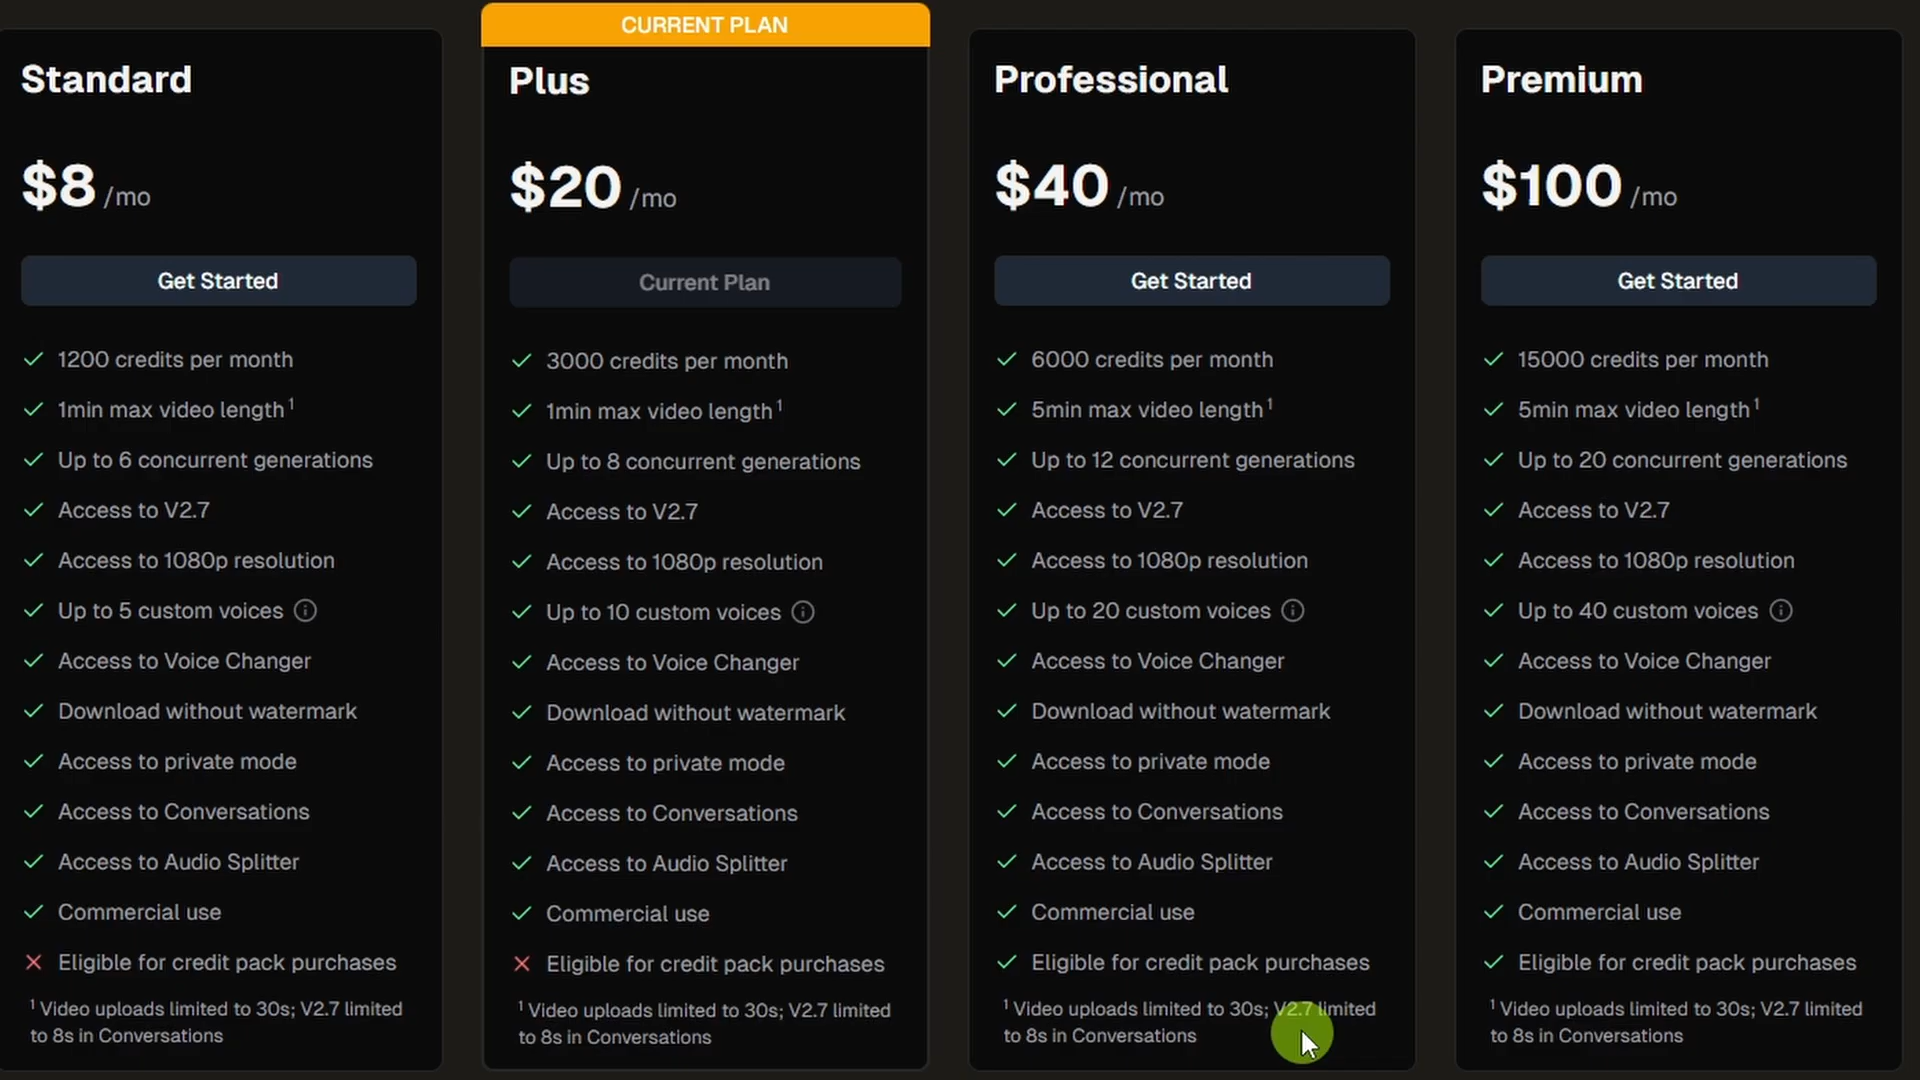 Standard
$8 /mo
Get Started
1200 credits per month
1min max video length¹
Up to 6 concurrent generations
Access to V2.7
Access to 1080p resolution
Up to 5 custom voices
Access to Voice Changer
Download without watermark
Access to private mode
Access to Conversations
Access to Audio Splitter
Commercial use
Eligible for credit pack purchases
¹ Video uploads limited to 30s; V2.7 limited
to 8s in Conversations
CURRENT PLAN
Plus
$20 /mo
Current Plan
3000 credits per month
1min max video length¹
Up to 8 concurrent generations
Access to V2.7
Access to 1080p resolution
Up to 10 custom voices
Access to Voice Changer
Download without watermark
Access to private mode
Access to Conversations
Access to Audio Splitter
Commercial use
Eligible for credit pack purchases
¹ Video uploads limited to 30s; V2.7 limited
to 8s in Conversations
Professional
$40 /mo
Get Started
6000 credits per month
5min max video length¹
Up to 12 concurrent generations
Access to V2.7
Access to 1080p resolution
Up to 20 custom voices
Access to Voice Changer
Download without watermark
Access to private mode
Access to Conversations
Access to Audio Splitter
Commercial use
Eligible for credit pack purchases
¹ Video uploads limited to 30s; V2.7 limited
to 8s in Conversations
Premium
$100 /mo
Get Started
15000 credits per month
5min max video length¹
Up to 20 concurrent generations
Access to V2.7
Access to 1080p resolution
Up to 40 custom voices
Access to Voice Changer
Download without watermark
Access to private mode
Access to Conversations
Access to Audio Splitter
Commercial use
Eligible for credit pack purchases
¹ Video uploads limited to 30s; V2.7 limited
to 8s in Conversations